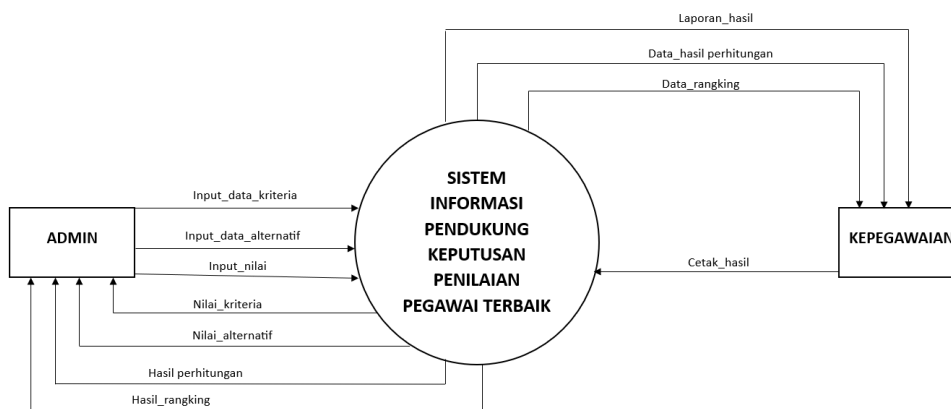 Laporan_hasil
Data_hasil perhitungan
Data_rangking
SISTEM
INFORMASI
PENDUKUNG
KEPUTUSAN
PENILAIAN
PEGAWAI TERBAIK
Input_data_kriteria
ADMIN
Input_data_alternatif
Input_nilai
Nilai_kriteria
Nilai_alternatif
Hasil perhitungan
Hasil_rangking
KEPEGAWAIAN
Cetak_hasil